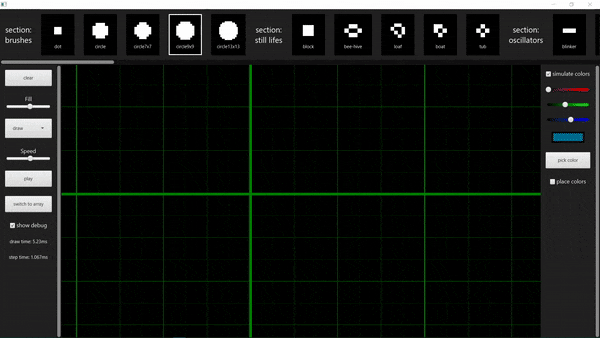 section:
brushes
dot
circle
circle7x7
circle9x9
circle13x13
section:
still lifes
block
bee-hive
loaf
boat
tub
section:
oscillators
blinker
clear
Fill
draw
Speed
play
switch to array
show debug
draw time: 5.23ms
step time: 1.067ms
simulate colors
pick color
place colors